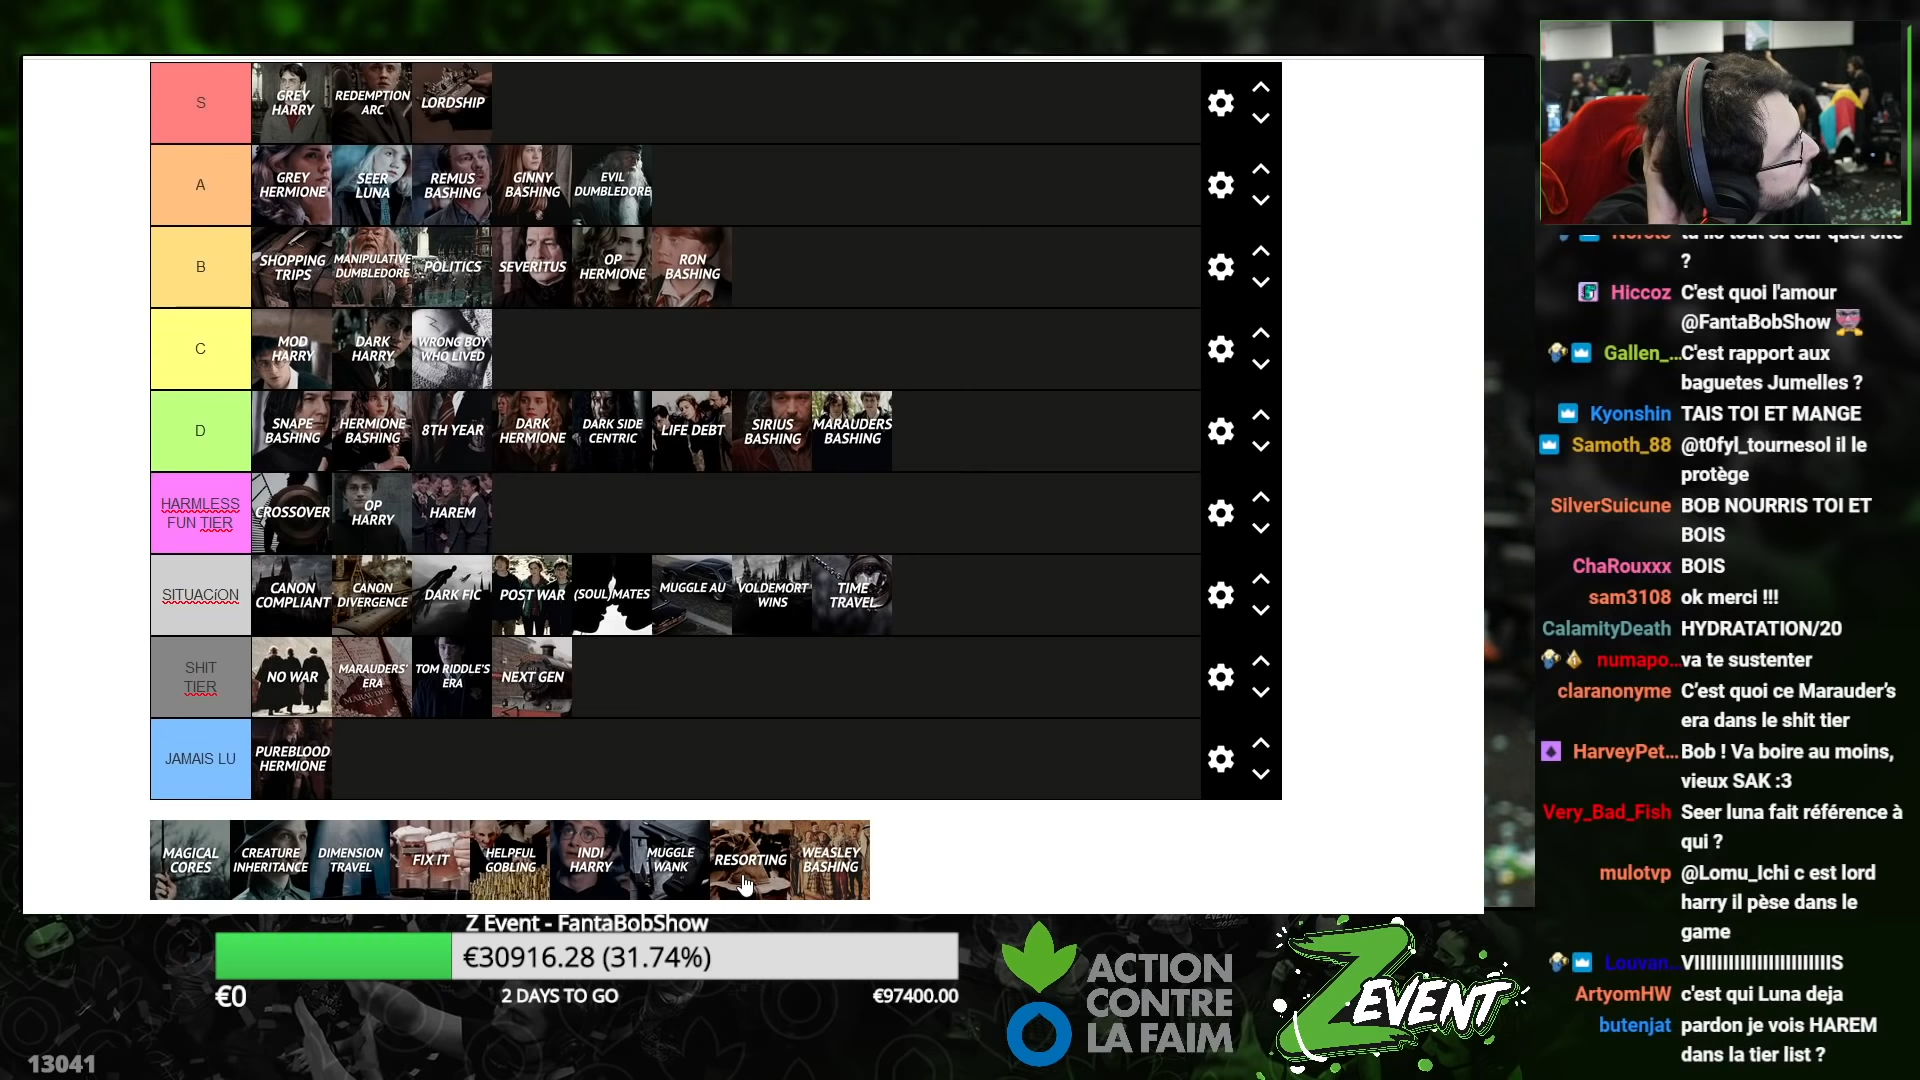 S
GREY
HARRY
REDEMPTION
ARC
LORDSHIP
A
GREY
HERMIONE
SEER
LUNA
REMUS
BASHING
GINNY
BASHING
EVIL
DUMBLEDORE
B
SHOPPING
TRIPS
MANIPULATIVE
DUMBLEDORE
POLITICS
SEVERITUS
OP
HERMIONE
RON
BASHING
C
MOD
HARRY
DARK
HARRY
WRONG BOY
WHO LIVED
D
SNAPE
BASHING
HERMIONE
BASHING
8TH YEAR
DARK
HERMIONE
DARK SIDE
CENTRIC
LIFE DEBT
SIRIUS
BASHING
MARAUDERS
BASHING
HARMLESS
FUN TIER
CROSSOVER
OP
HARRY
HAREM
SITUACíON
CANON
COMPLIANT
CANON
DIVERGENCE
DARK FIC
POST WAR
(SOUL)MATES
MUGGLE AU
VOLDEMORT
WINS
TIME
TRAVEL
SHIT
TIER
NO WAR
MARAUDERS'
ERA
TOM RIDDLE'S
ERA
NEXT GEN
JAMAIS LU
PUREBLOOD
HERMIONE
MAGICAL
CORES
CREATURE
INHERITANCE
DIMENSION
TRAVEL
FIX IT
HELPFUL
GOBLING
INDI
HARRY
MUGGLE
WANK
RESORTING
WEASLEY
BASHING
?
Hiccoz C'est quoi l'amour
@FantaBobShow
Gallen_... C'est rapport aux
baguetes Jumelles ?
Kyonshin TAIS TOI ET MANGE
Samoth_88 @t0fyl_tournesol il le
protège
SilverSuicune BOB NOURRIS TOI ET
BOIS
ChaRouxxx BOIS
sam3108 ok merci !!!
CalamityDeath HYDRATATION/20
numapo... va te sustenter
claranonyme C'est quoi ce Marauder's
era dans le shit tier
HarveyPet... Bob ! Va boire au moins,
vieux SAK :3
Very_Bad_Fish Seer luna fait référence à
qui ?
mulotvp @Lomu_Ichi c est lord
harry il pèse dans le
game
Louvan...
ArtyomHW c'est qui Luna deja
butenjat pardon je vois HAREM
dans la tier list ?
Z Event - FantaBobShow
€30916.28 (31.74%)
€0
2 DAYS TO GO
€97400.00
ACTION
CONTRE
LA FAIM
Z EVENT
13041